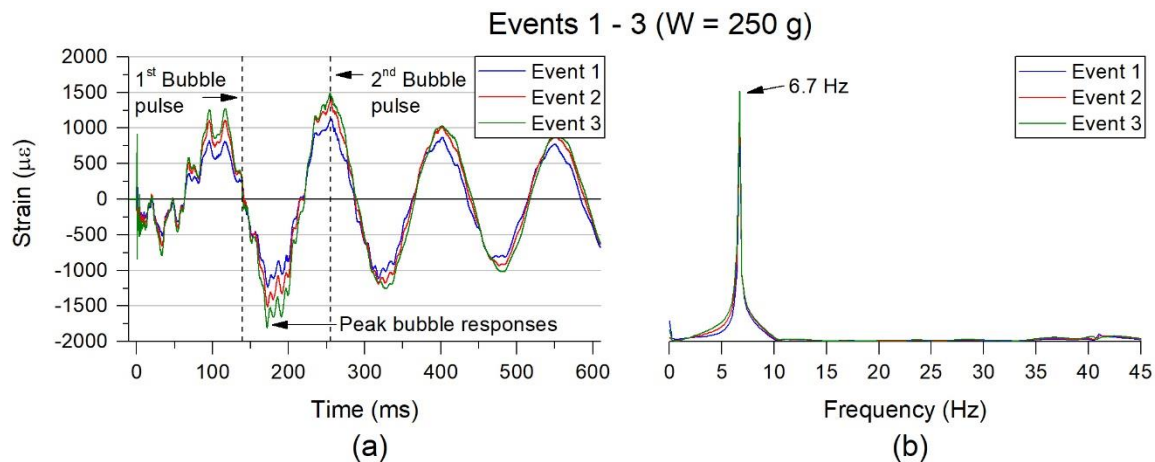 Events 1 - 3 (W = 250 g)
2000
1500
1000
500
0
-500
-1000
-1500
-2000
Strain (με)
1st Bubble
pulse
2nd Bubble
pulse
Event 1
Event 2
Event 3
Peak bubble responses
0 100 200 300 400 500 600
Time (ms)
(a)
6.7 Hz
Event 1
Event 2
Event 3
0 5 10 15 20 25 30 35 40 45
Frequency (Hz)
(b)